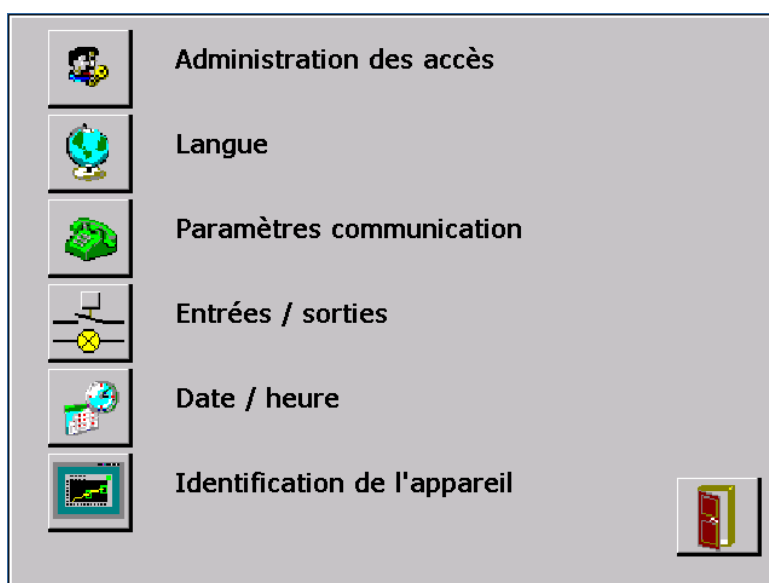 Administration des accès
Langue
Paramètres communication
Entrées / sorties
Date / heure
Identification de l'appareil